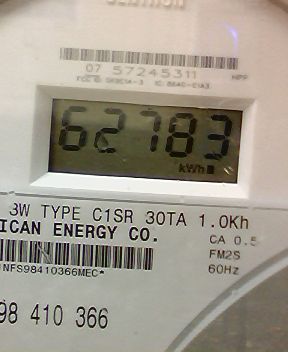 07 57245311
62783
kWh
3W TYPE C1SR 30TA 1.0Kh
ICAN ENERGY CO.
CA 0.5
FM2S
60Hz
NFS98410366MEC*
98 410 366